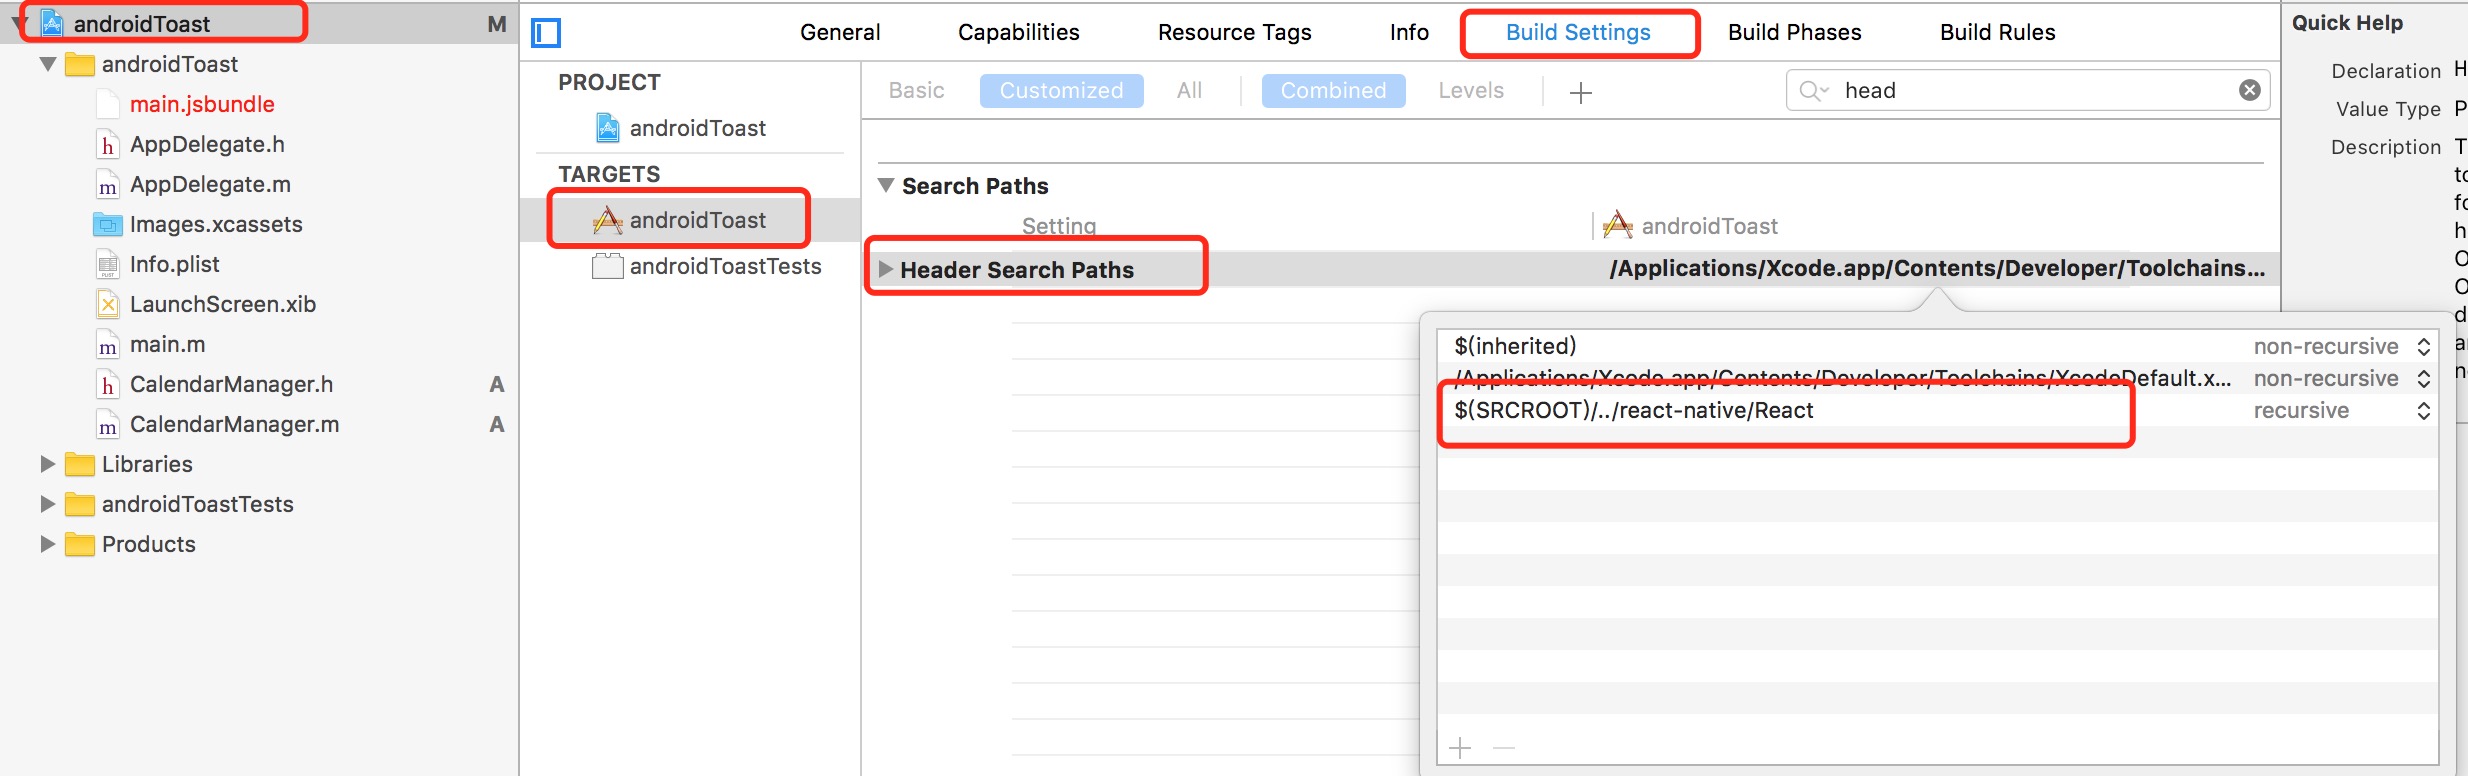 androidToast M
androidToast
main.jsbundle
AppDelegate.h
AppDelegate.m
Images.xcassets
Info.plist
LaunchScreen.xib
main.m
CalendarManager.h A
CalendarManager.m A
Libraries
androidToastTests
Products
General Capabilities Resource Tags Info Build Settings Build Phases Build Rules
PROJECT
androidToast
TARGETS
androidToast
androidToastTests
Basic Customized All Combined Levels head
Search Paths
Setting androidToast
Header Search Paths /Applications/Xcode.app/Contents/Developer/Toolchains...
$(inherited) non-recursive
/Applications/Xcode.app/Contents/Developer/Toolchains/XcodeDefault.x... non-recursive
$(SRCROOT)/../react-native/React recursive
Quick Help
Declaration H
Value Type P
Description T